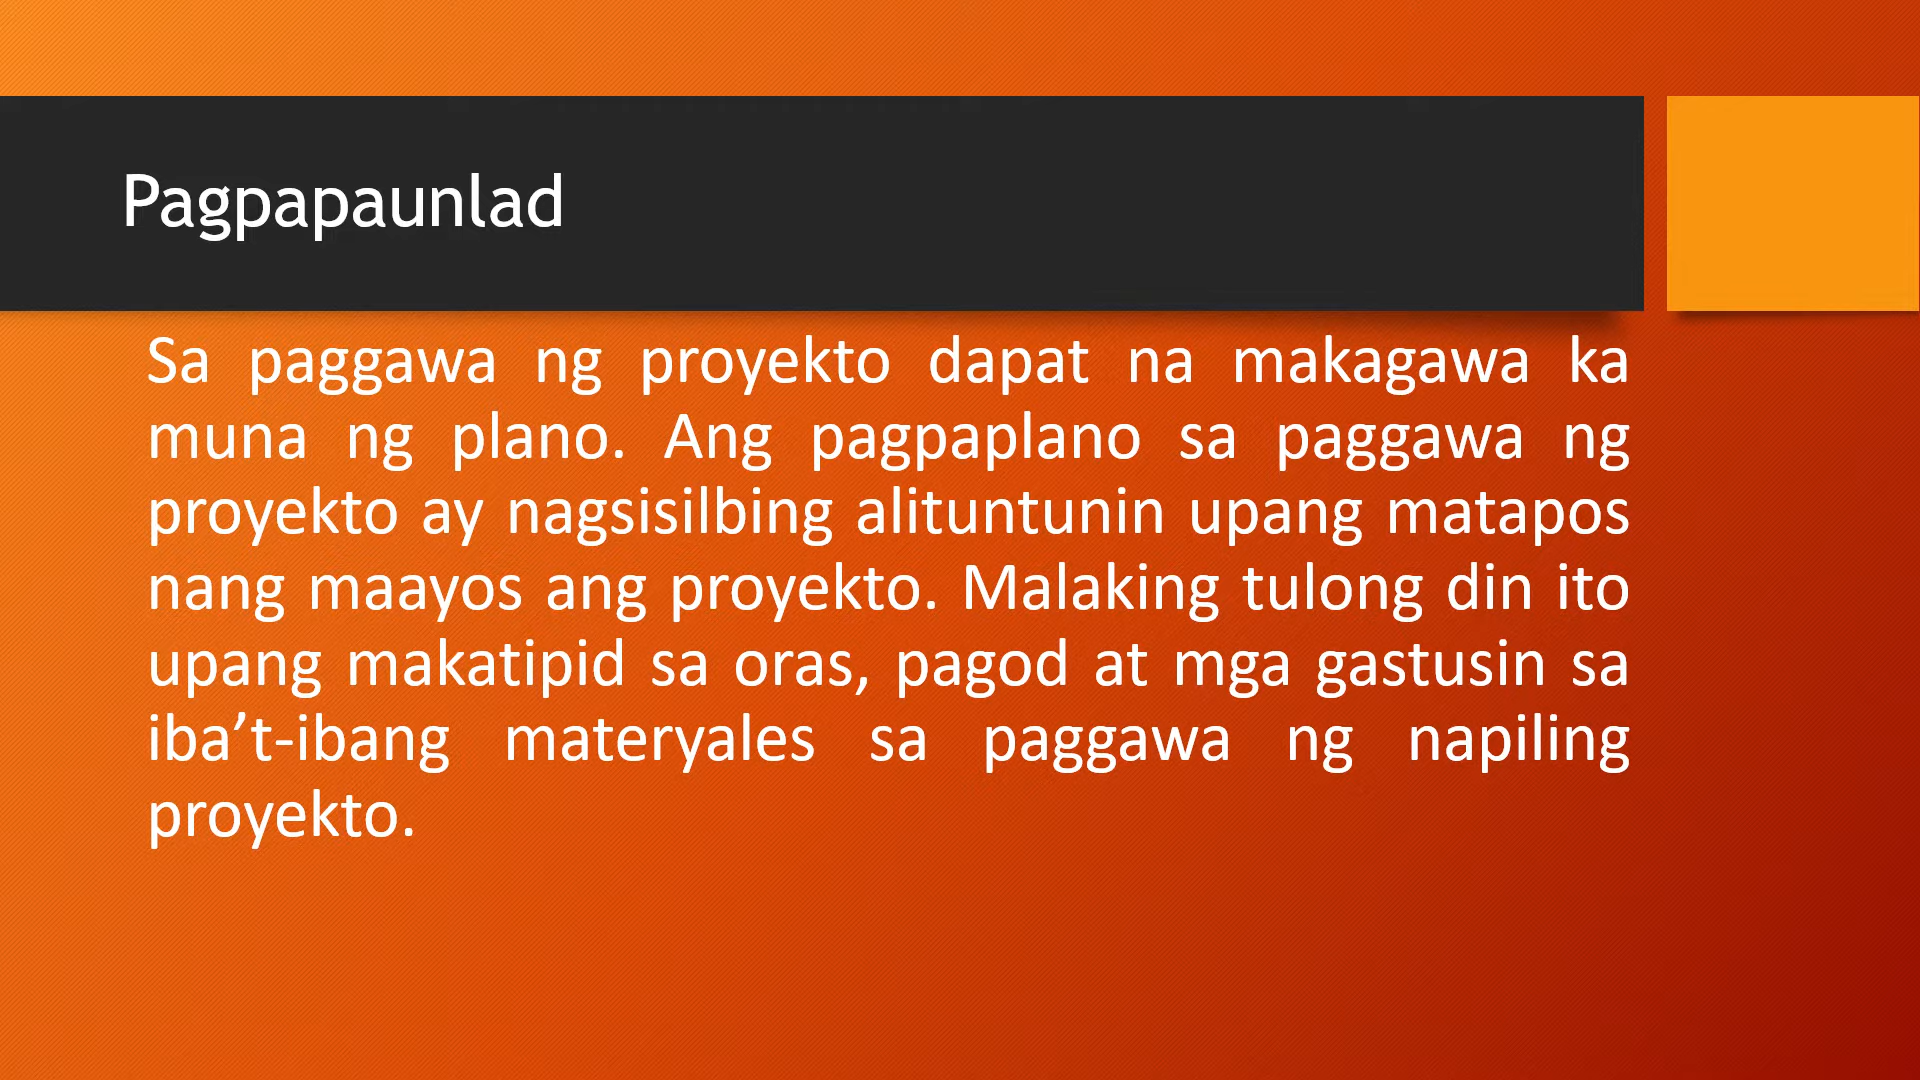 Pagpapaunlad
Sa paggawa ng proyekto dapat na makagawa ka
muna ng plano. Ang pagpaplano sa paggawa ng
proyekto ay nagsisilbing alituntunin upang matapos
nang maayos ang proyekto. Malaking tulong din ito
upang makatipid sa oras, pagod at mga gastusin sa
iba’t-ibang materyales sa paggawa ng napiling
proyekto.